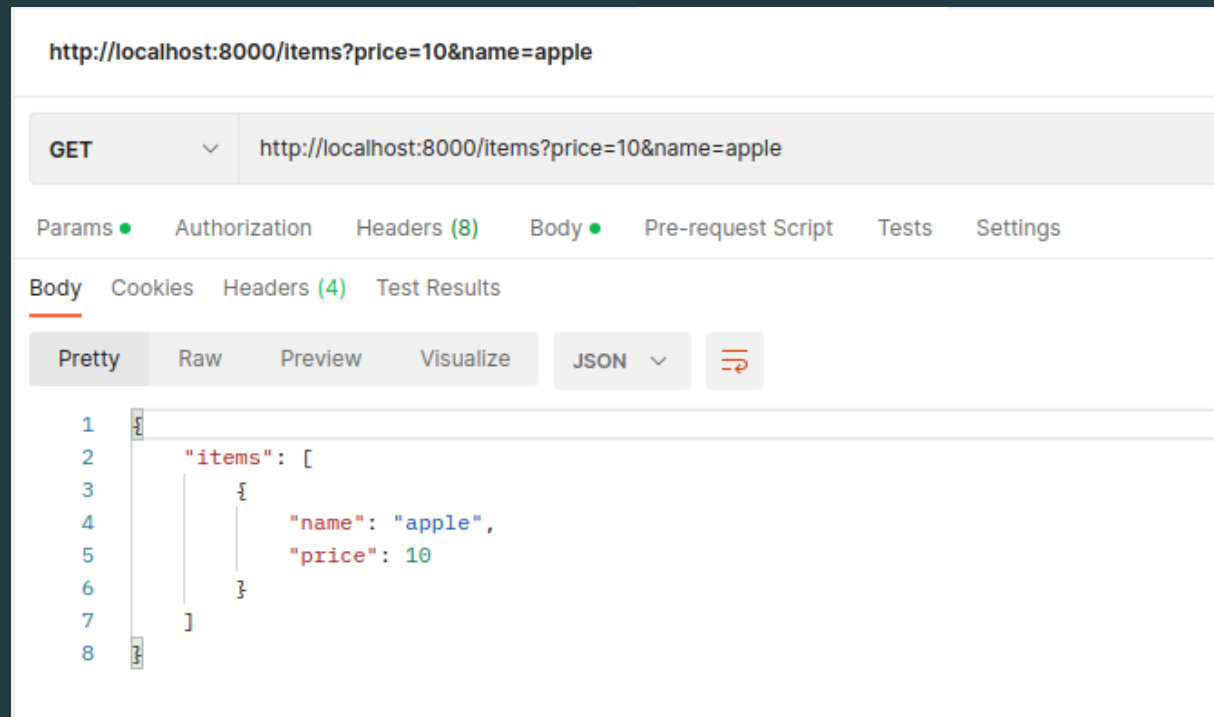 http://localhost:8000/items?price=10&name=apple
GET http://localhost:8000/items?price=10&name=apple
Params Authorization Headers (8) Body Pre-request Script Tests Settings
Body Cookies Headers (4) Test Results
Pretty Raw Preview Visualize JSON
1 {
2 "items": [
3 {
4 "name": "apple",
5 "price": 10
6 }
7 ]
8 }